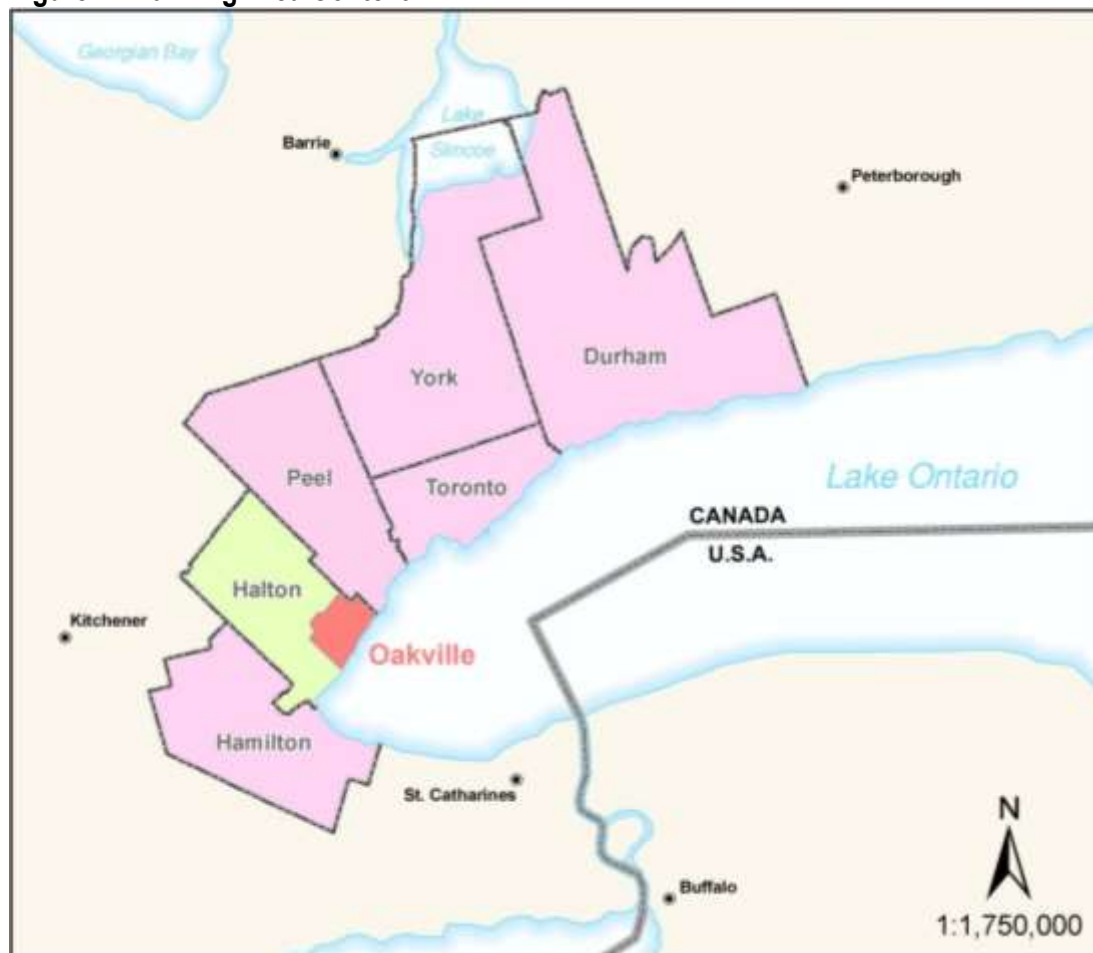 Georgian Bay
Lake
Simcoe
Barrie
Peterborough
Durham
York
Lake Ontario
Peel
Toronto
CANADA
U.S.A.
Halton
Kitchener
Oakville
Hamilton
St. Catharines
N
Buffalo
1:1,750,000